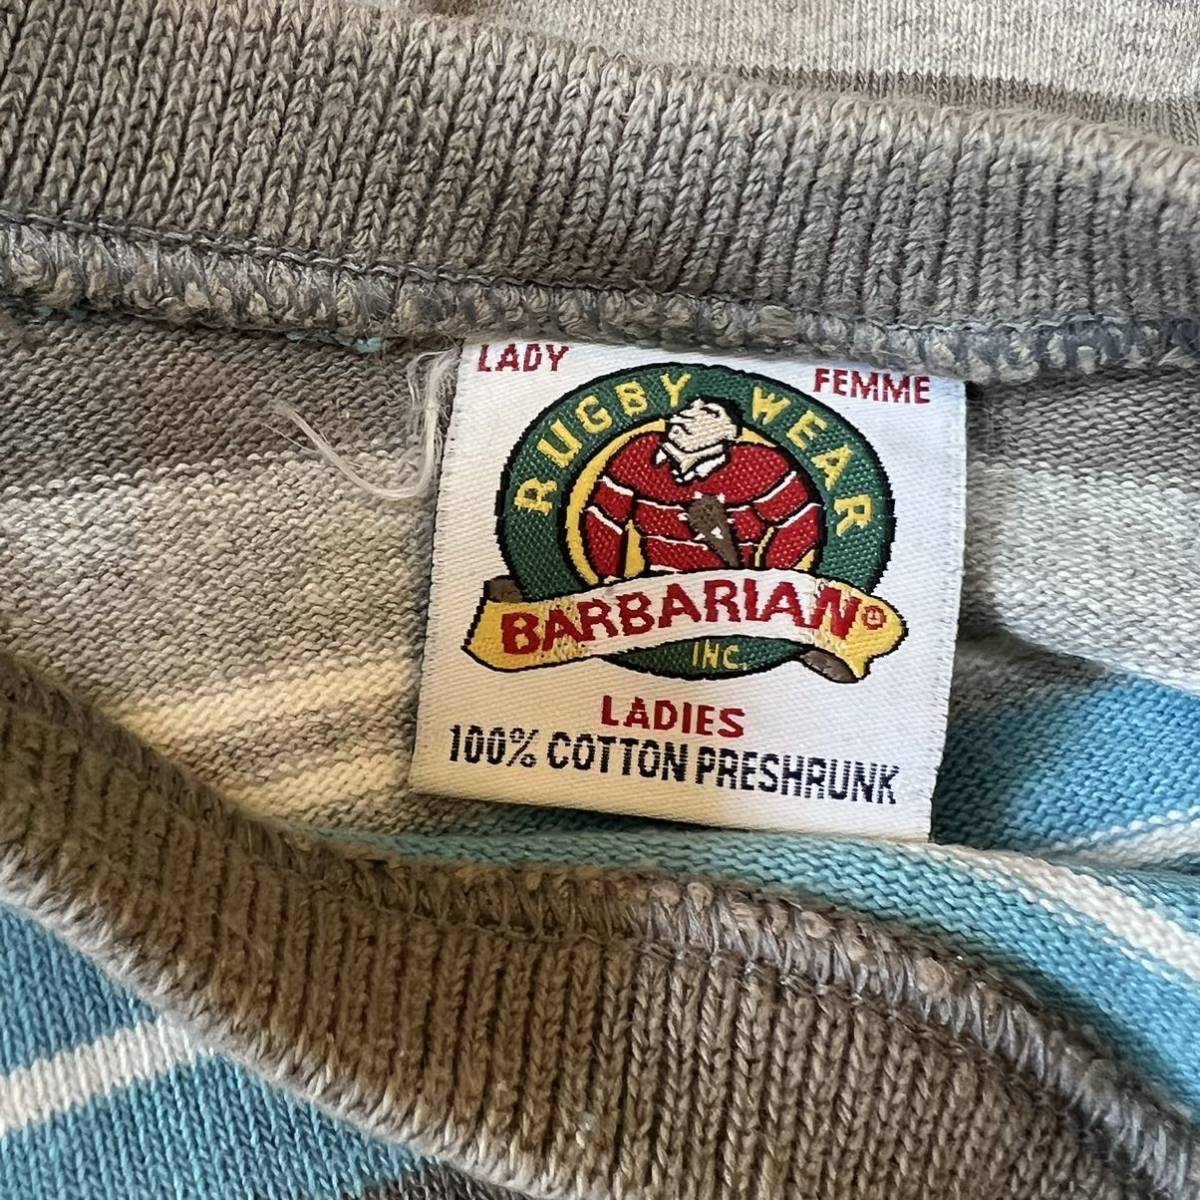 LADY
FEMME
RUGBY WEAR
BARBARIAN®
INC.
LADIES
100% COTTON PRESHRUNK